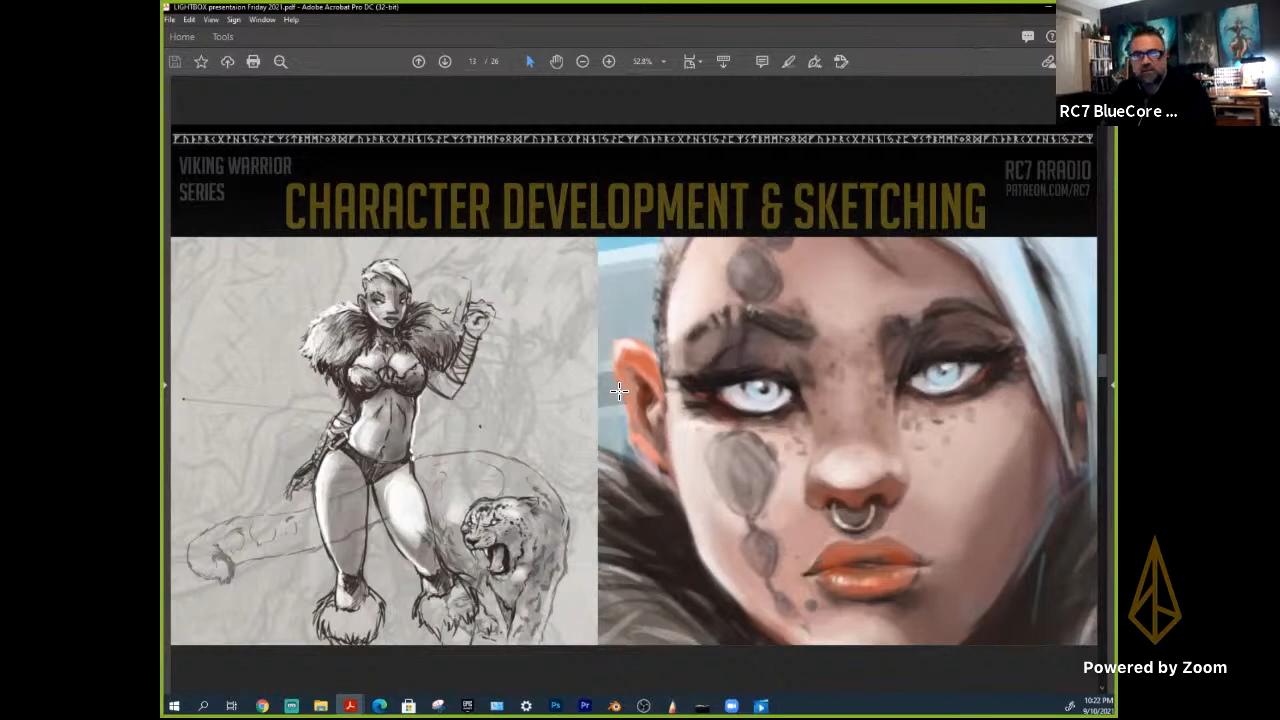 LIGHTBOX presentaion Friday 2021.pdf - Adobe Acrobat Pro DC (32-bit)
File Edit View Sign Window Help
Home Tools
13 / 26
52.8%
RC7 BlueCore ...
VIKING WARRIOR
SERIES
CHARACTER DEVELOPMENT & SKETCHING
RC7 ARADIO
PATREON.COM/RC7
Powered by Zoom
Ps
Pr
10:22 PM
9/10/2021